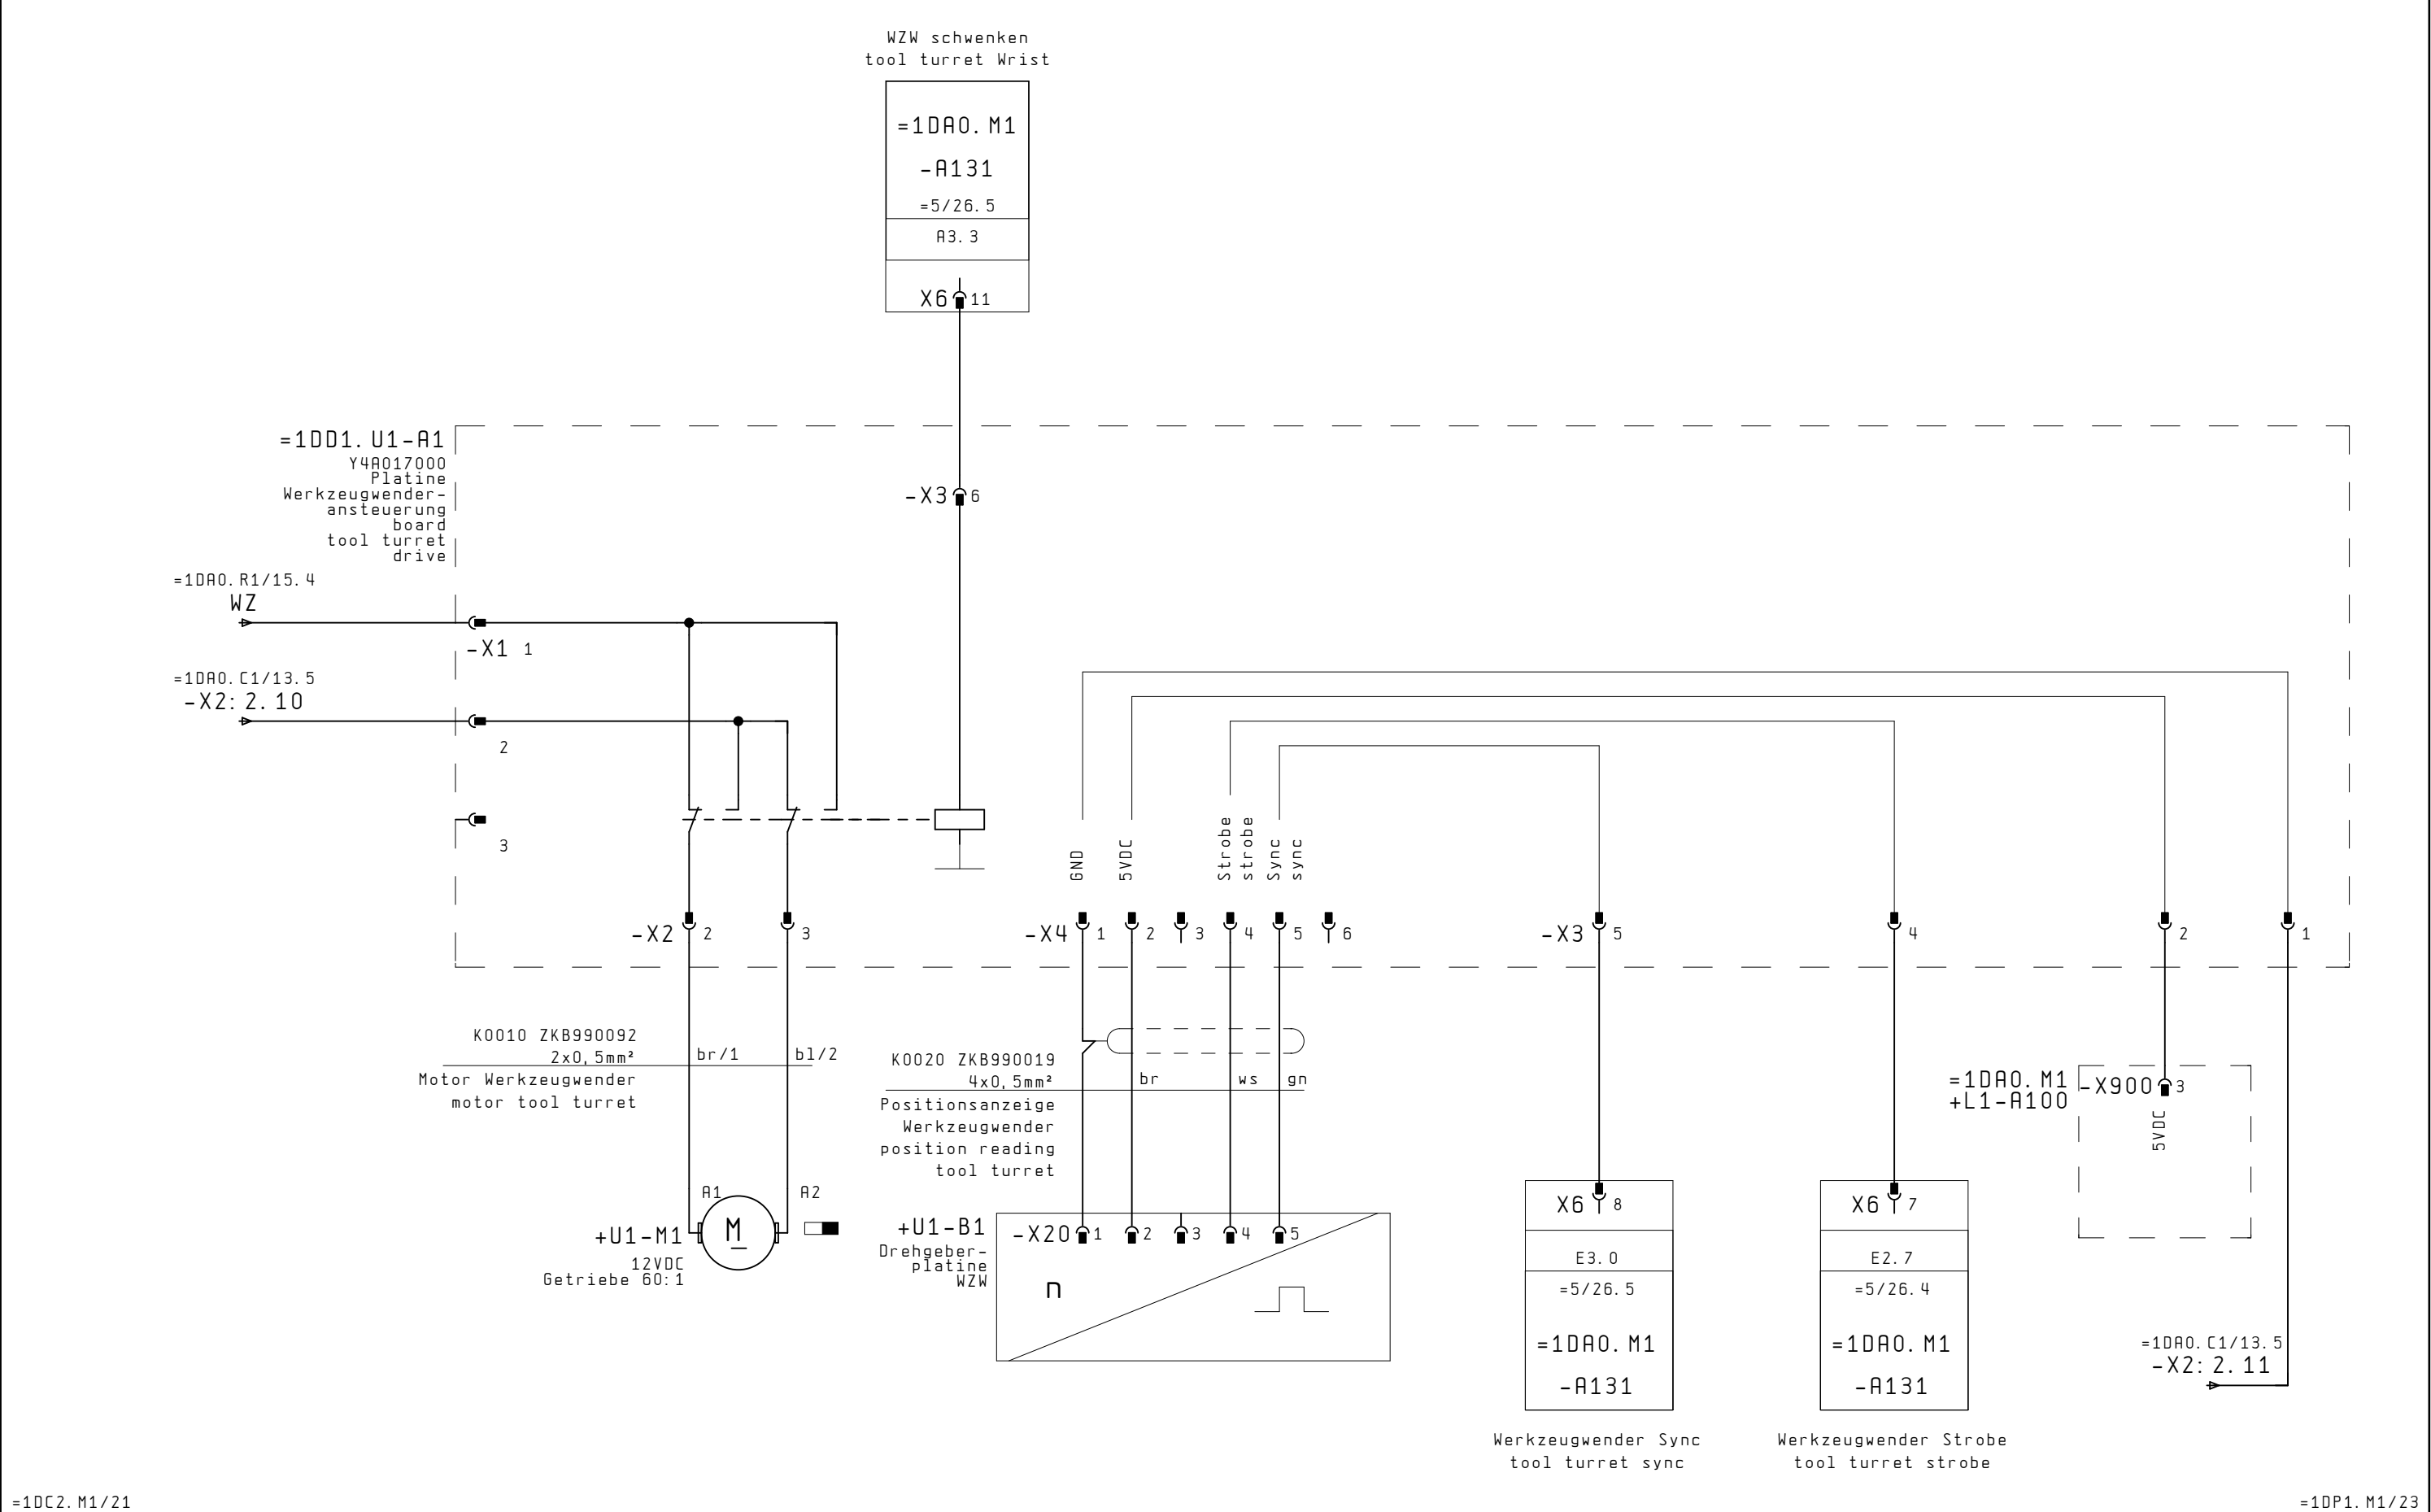 WZW schwenken
tool turret Wrist
=1DA0.M1
-A131
=5/26.5
A3.3
X6 11
=1DD1.U1-A1
Y4A017000
Platine
Werkzeugwender-
ansteuerung
board
tool turret
drive
-X3 6
=1DA0.R1/15.4
WZ
-X1 1
=1DA0.C1/13.5
-X2:2.10
2
3
GND
5VDC
Strobe
strobe
Sync
sync
-X2 2 3
-X4 1 2 3 4 5 6
-X3 5 4 2 1
K0010 ZKB990092
2x0,5mm²
br/1 bl/2
Motor Werkzeugwender
motor tool turret
K0020 ZKB990019
4x0,5mm²
br ws gn
Positionsanzeige
Werkzeugwender
position reading
tool turret
=1DA0.M1
+L1-A100
-X900 3
5VDC
A1 A2
M
+U1-M1
12VDC
Getriebe 60:1
+U1-B1
Drehgeber-
platine
WZW
-X20 1 2 3 4 5
n
X6 8
E3.0
=5/26.5
=1DA0.M1
-A131
Werkzeugwender Sync
tool turret sync
X6 7
E2.7
=5/26.4
=1DA0.M1
-A131
Werkzeugwender Strobe
tool turret strobe
=1DA0.C1/13.5
-X2:2.11
=1DC2.M1/21
=1DP1.M1/23